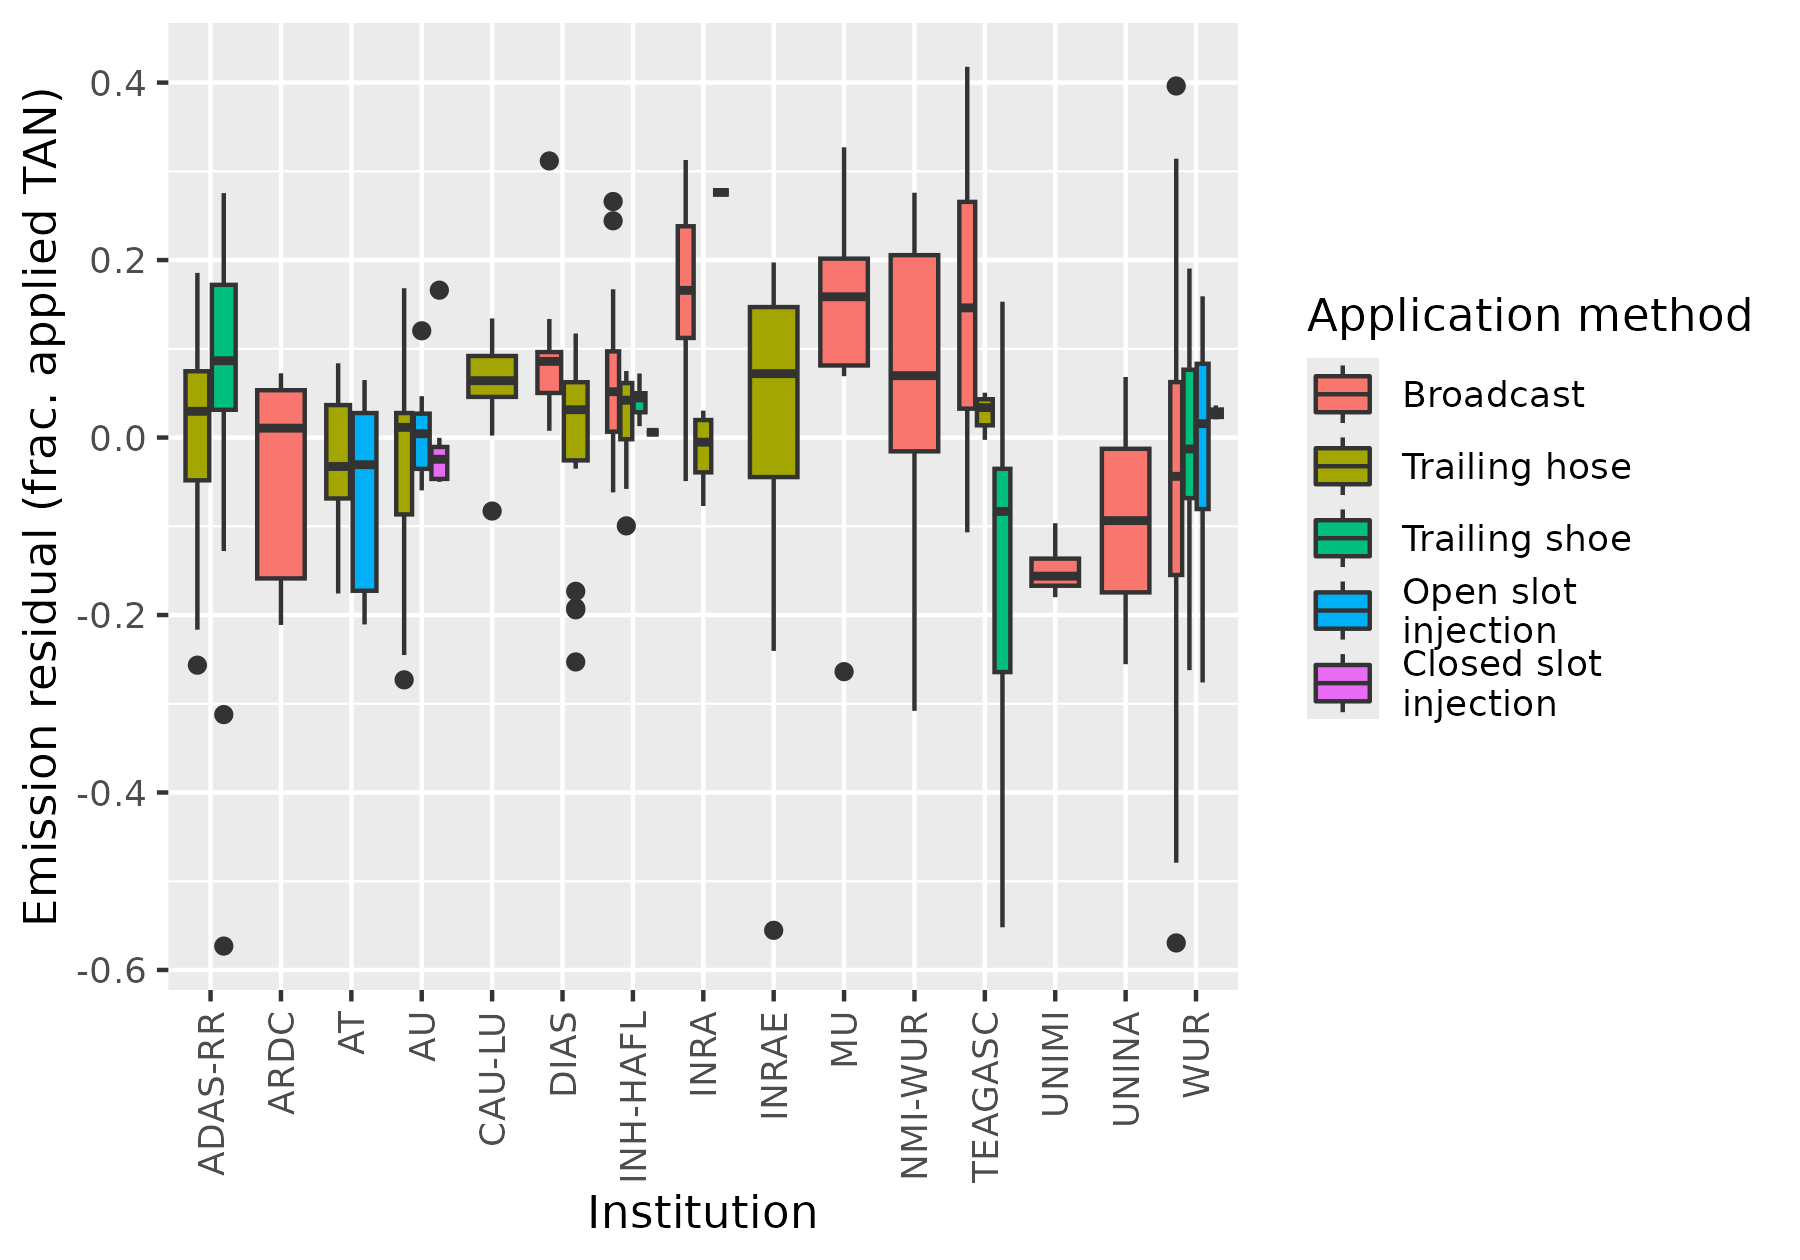 Emission residual (frac. applied TAN)
0.4
0.2
0.0
-0.2
-0.4
-0.6
ADAS-RR
ARDC
AT
AU
CAU-LU
DIAS
INH-HAFL
INRA
INRAE
MU
NMI-WUR
TEAGASC
UNIMI
UNINA
WUR
Institution
Application method
Broadcast
Trailing hose
Trailing shoe
Open slot
injection
Closed slot
injection